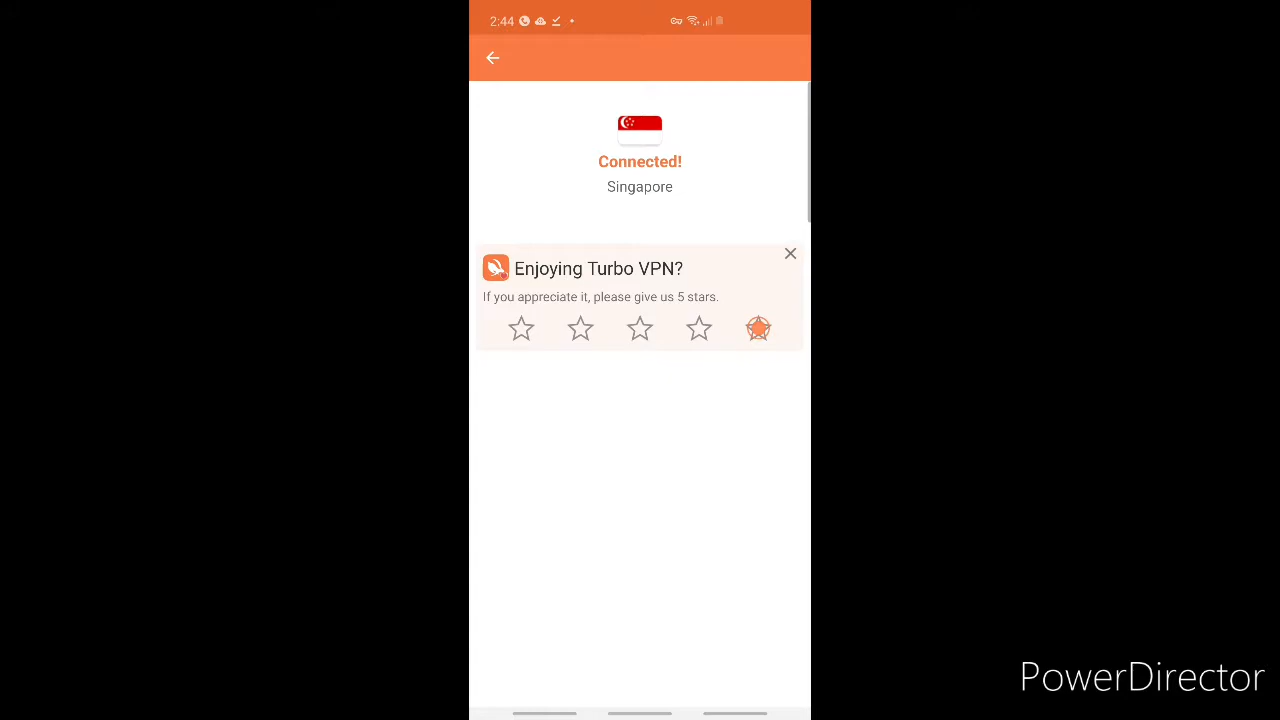 2:44
Connected!
Singapore
Enjoying Turbo VPN?
If you appreciate it, please give us 5 stars.
PowerDirector